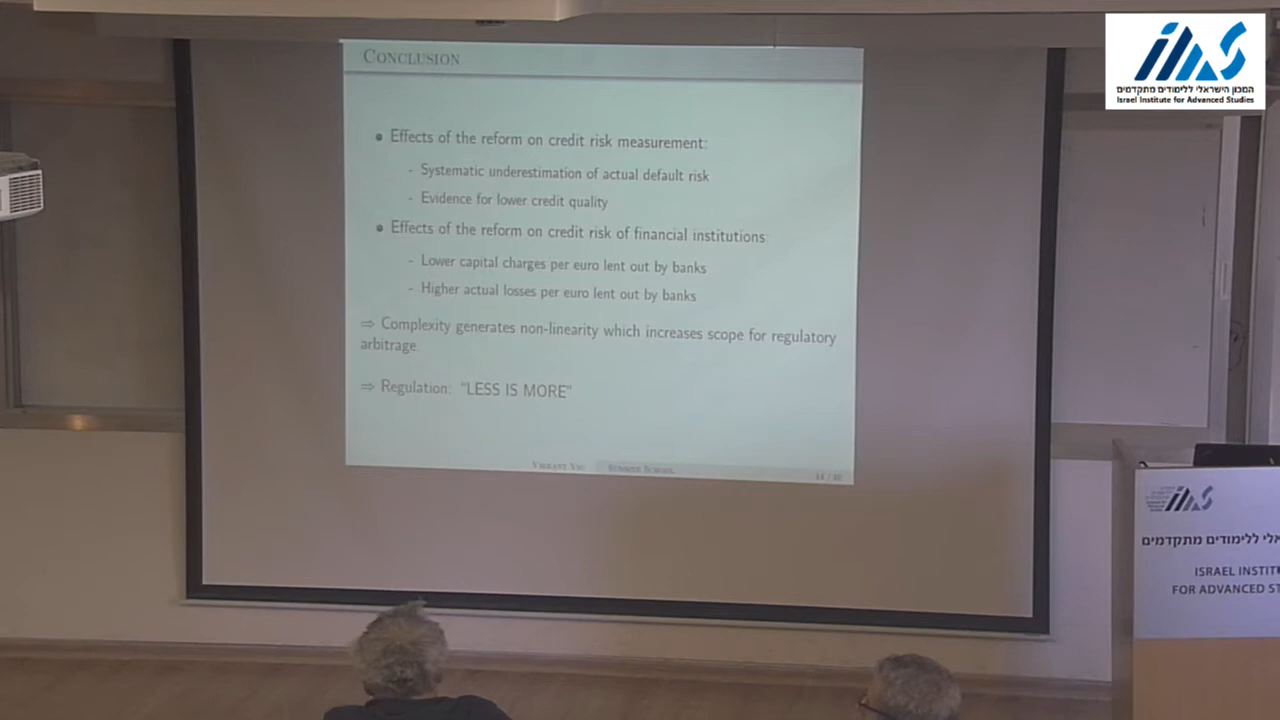 CONCLUSION
המכון הישראלי ללימודים מתקדמים
Israel Institute for Advanced Studies
• Effects of the reform on credit risk measurement:
- Systematic underestimation of actual default risk
- Evidence for lower credit quality
• Effects of the reform on credit risk of financial institutions:
- Lower capital charges per euro lent out by banks
- Higher actual losses per euro lent out by banks
⇒ Complexity generates non-linearity which increases scope for regulatory
arbitrage.
⇒ Regulation: "LESS IS MORE"
SUMMER SCHOOL
אלי ללימודים מתקדמים
ISRAEL INSTIT
FOR ADVANCED ST